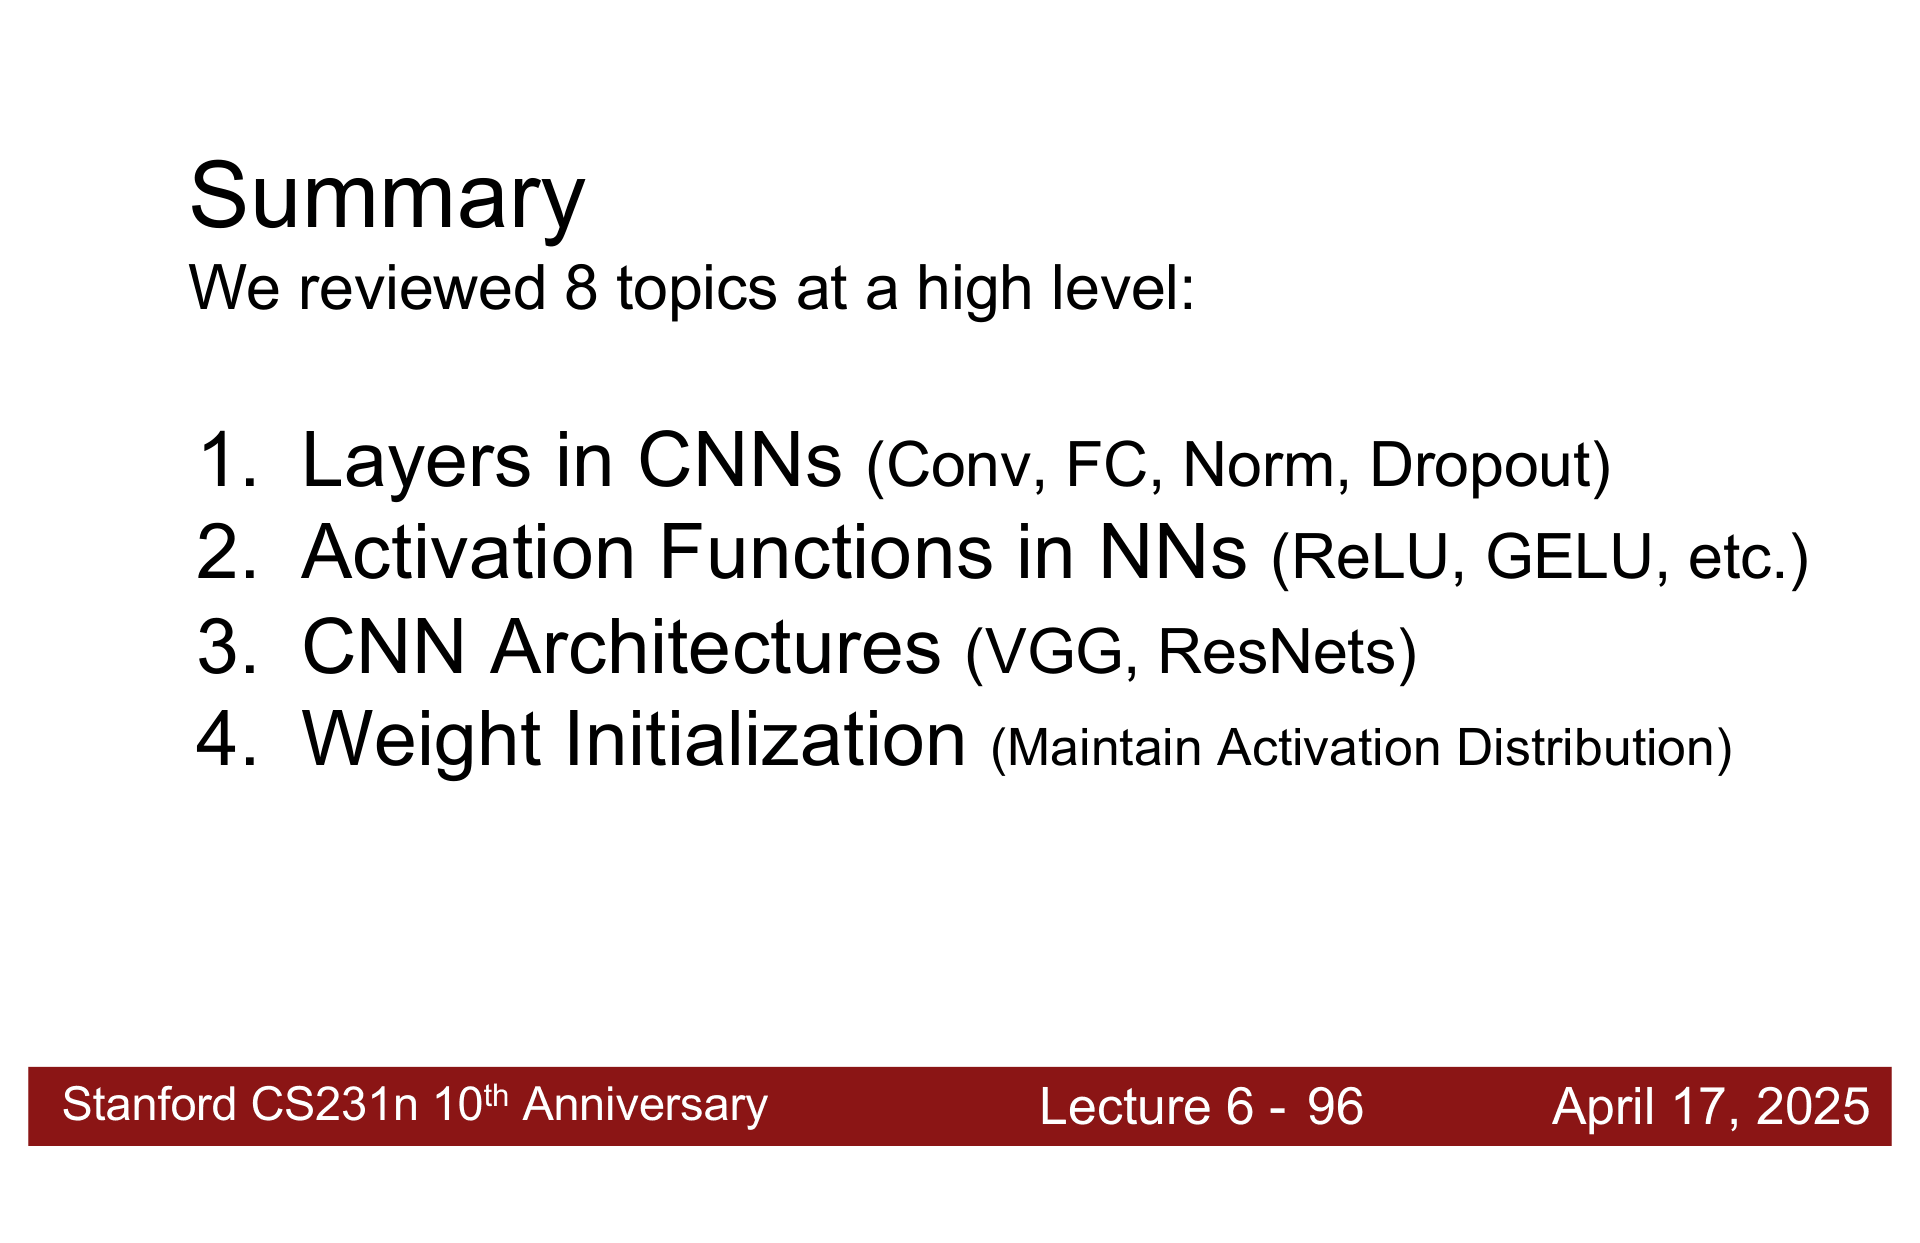 Summary
We reviewed 8 topics at a high level:
1. Layers in CNNs (Conv, FC, Norm, Dropout)
2. Activation Functions in NNs (ReLU, GELU, etc.)
3. CNN Architectures (VGG, ResNets)
4. Weight Initialization (Maintain Activation Distribution)
Stanford CS231n 10th Anniversary Lecture 6 - 96 April 17, 2025